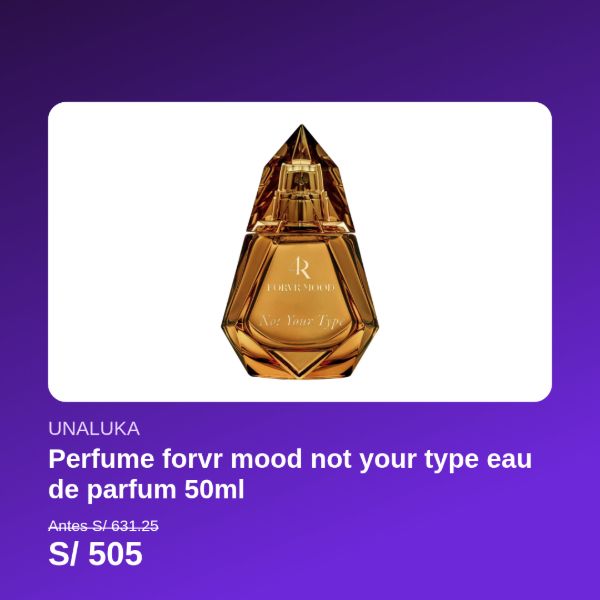 4R
FORVR MOOD
Not Your Type
UNALUKA
Perfume forvr mood not your type eau
de parfum 50ml
Antes S/ 631.25
S/ 505